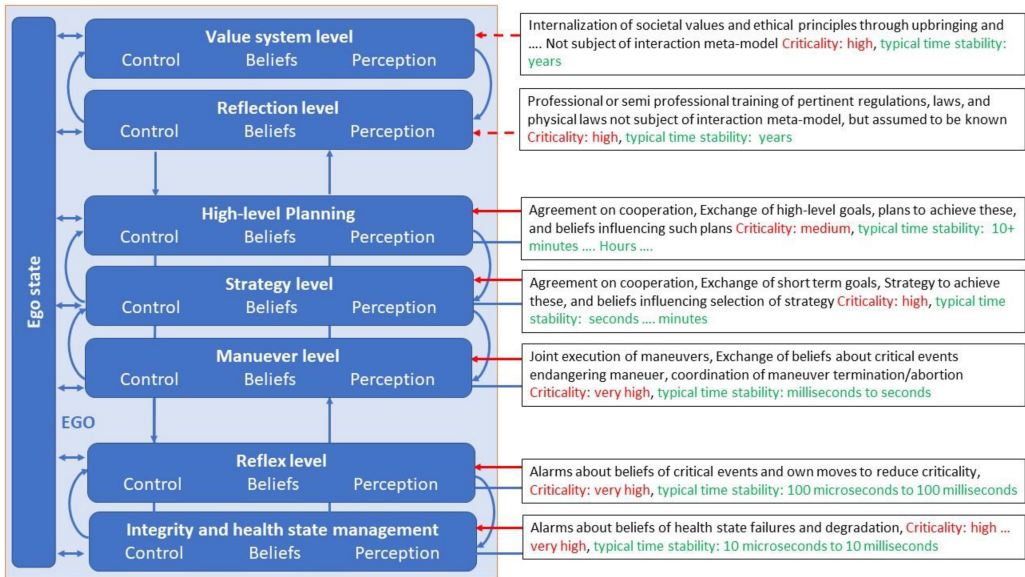 Ego state
EGO
Value system level
Control Beliefs Perception
Internalization of societal values and ethical principles through upbringing and
.... Not subject of interaction meta-model Criticality: high, typical time stability:
years
Reflection level
Control Beliefs Perception
Professional or semi professional training of pertinent regulations, laws, and
physical laws not subject of interaction meta-model, but assumed to be known
Criticality: high, typical time stability: years
High-level Planning
Control Beliefs Perception
Agreement on cooperation, Exchange of high-level goals, plans to achieve these,
and beliefs influencing such plans Criticality: medium, typical time stability: 10+
minutes .... Hours ....
Strategy level
Control Beliefs Perception
Agreement on cooperation, Exchange of short term goals, Strategy to achieve
these, and beliefs influencing selection of strategy Criticality: high, typical time
stability: seconds .... minutes
Manuever level
Control Beliefs Perception
Joint execution of maneuvers, Exchange of beliefs about critical events
endangering maneuer, coordination of maneuver termination/abortion
Criticality: very high, typical time stability: milliseconds to seconds
Reflex level
Control Beliefs Perception
Alarms about beliefs of critical events and own moves to reduce criticality,
Criticality: very high, typical time stability: 100 microseconds to 100 milliseconds
Integrity and health state management
Control Beliefs Perception
Alarms about beliefs of health state failures and degradation, Criticality: high ...
very high, typical time stability: 10 microseconds to 10 milliseconds